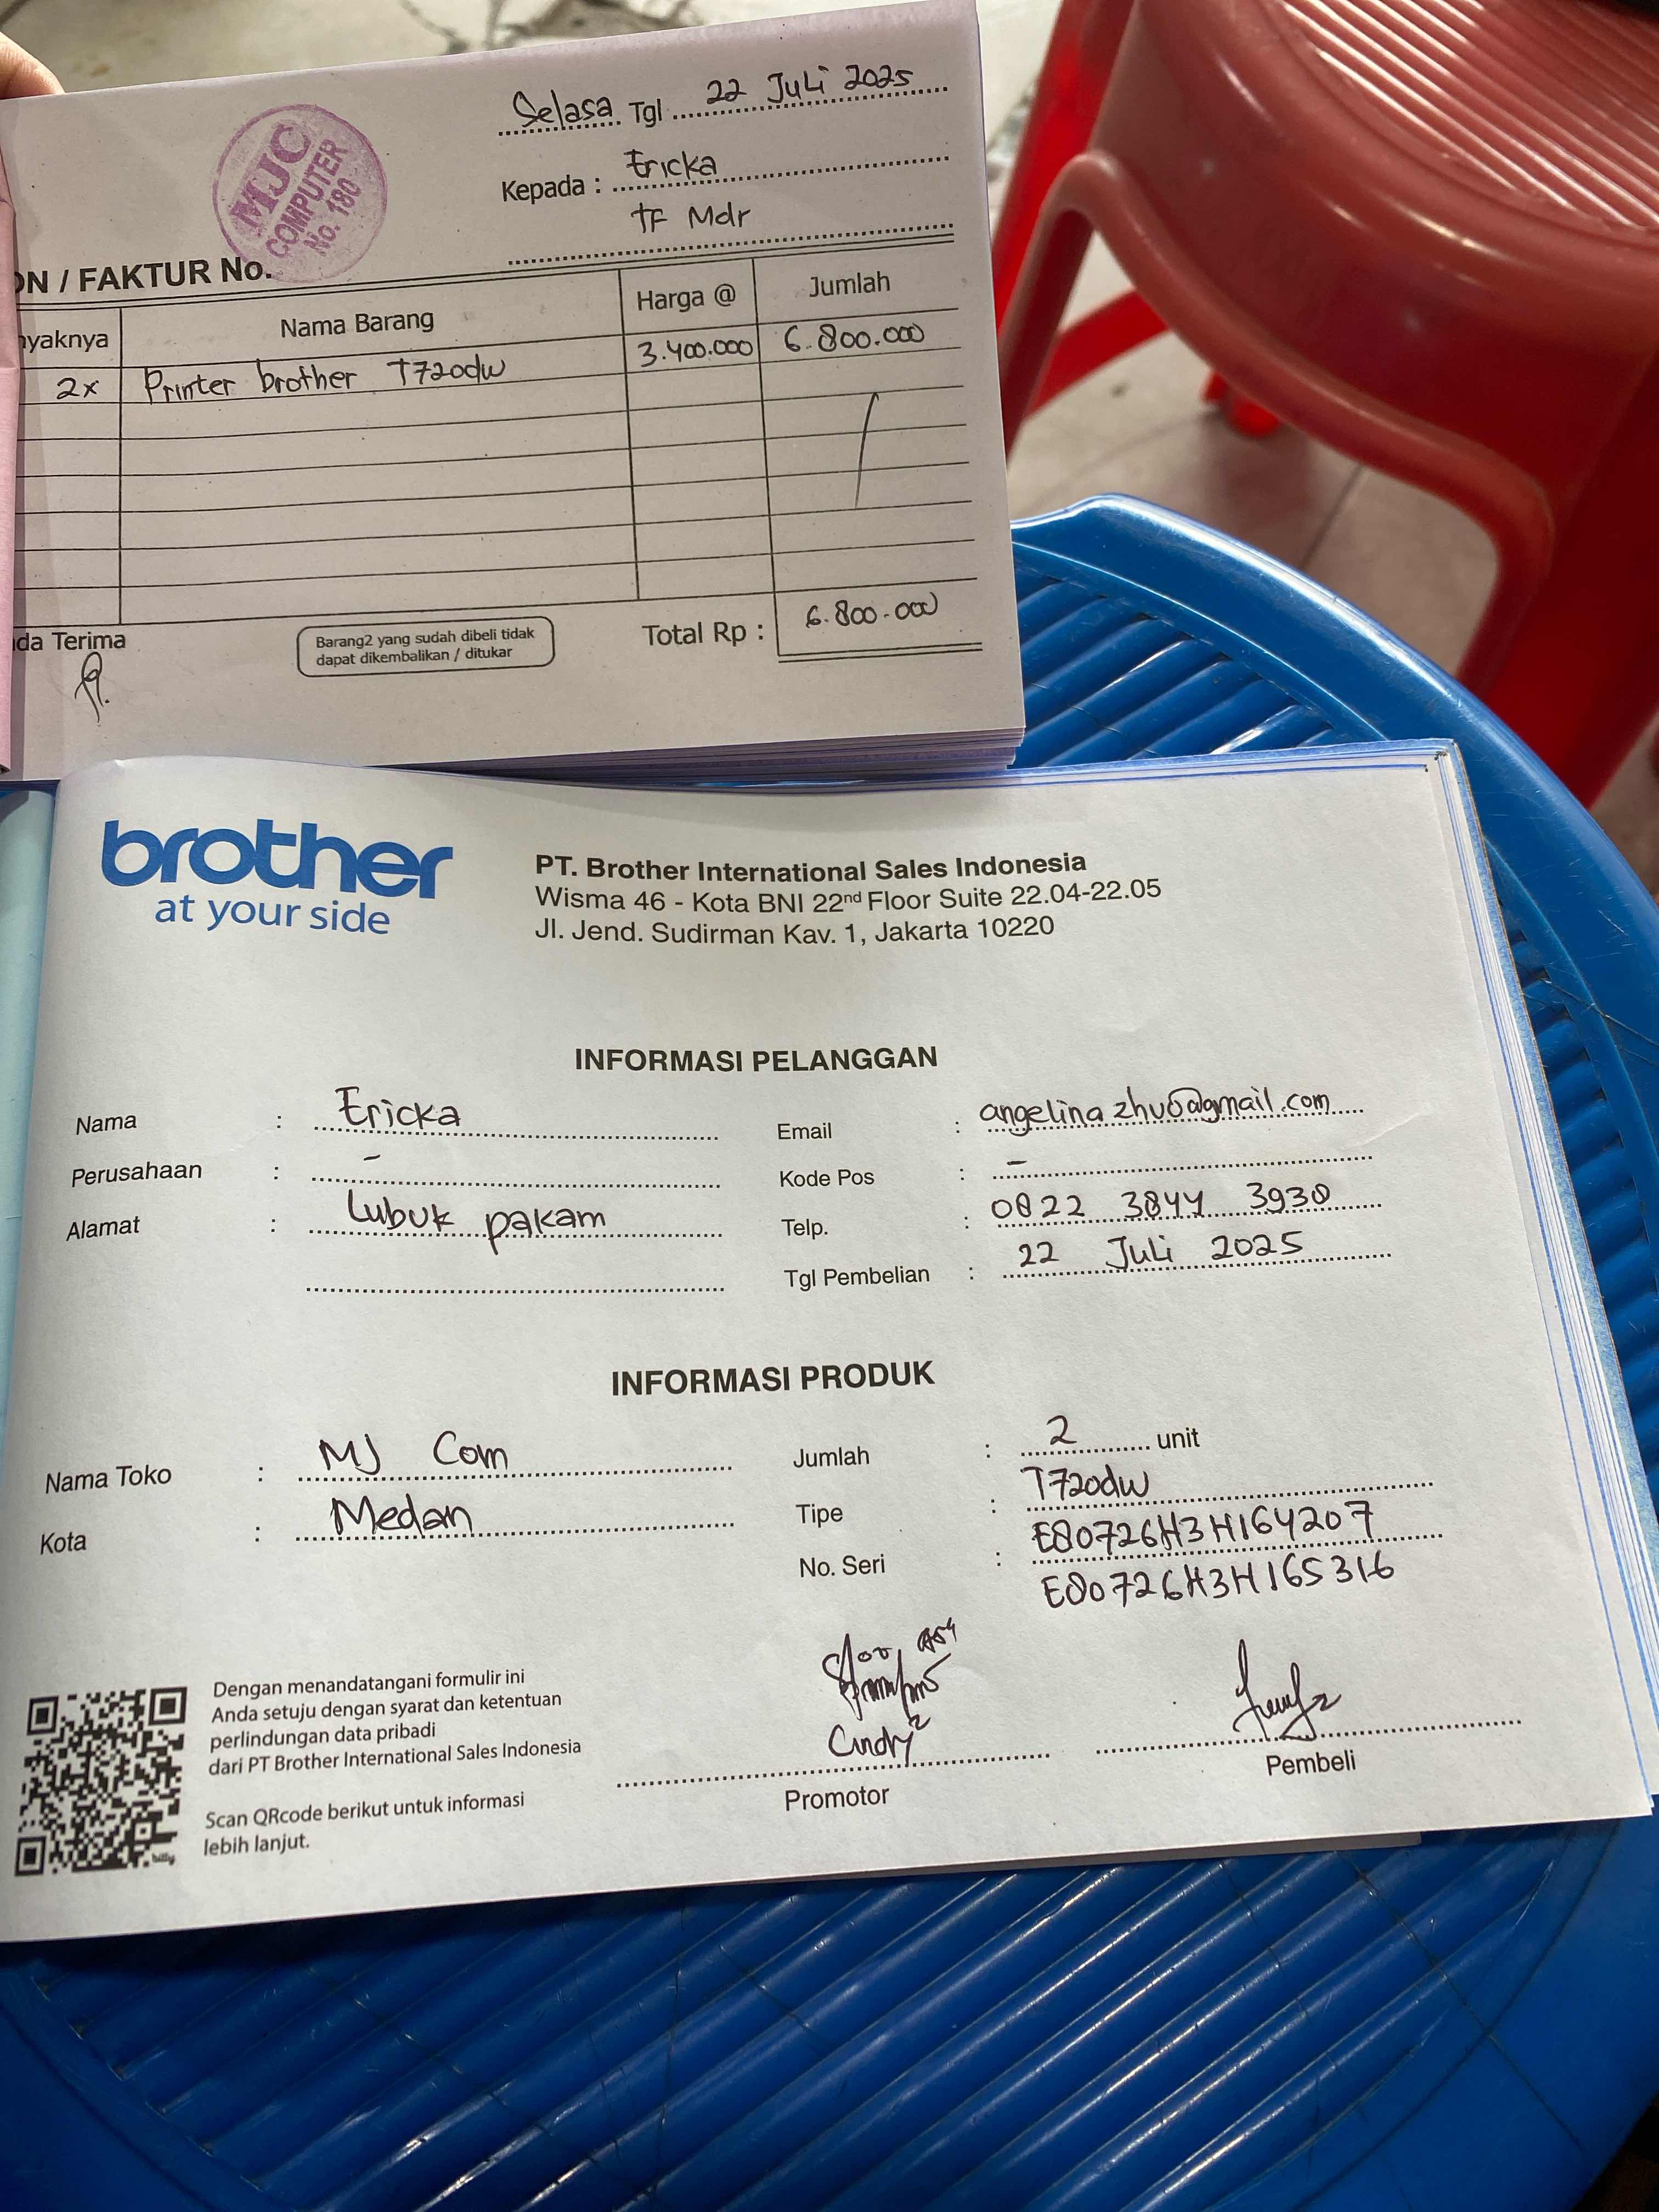 Selasa Tgl 22 Juli 2025
Kepada : Ericka
TF Mdr
MJC
COMPUTER
No. 180
ON / FAKTUR No.
nyaknya Nama Barang Harga @ Jumlah
2x Printer brother T720dw 3.400.000 6.800.000
da Terima
Barang2 yang sudah dibeli tidak
dapat dikembalikan / ditukar
Total Rp : 6.800.000
brother
at your side
PT. Brother International Sales Indonesia
Wisma 46 - Kota BNI 22nd Floor Suite 22.04-22.05
Jl. Jend. Sudirman Kav. 1, Jakarta 10220
INFORMASI PELANGGAN
Nama : Ericka
Perusahaan : -
Alamat : Lubuk pakam
Email : angelinazhu6@gmail.com
Kode Pos : -
Telp. : 0822 3844 3930
Tgl Pembelian : 22 Juli 2025
INFORMASI PRODUK
Nama Toko : MJ Com
Kota : Medan
Jumlah : 2 unit
Tipe : T720dw
No. Seri : E80726H3H164207
E80726H3H165316
Dengan menandatangani formulir ini
Anda setuju dengan syarat dan ketentuan
perlindungan data pribadi
dari PT Brother International Sales Indonesia
Scan QRcode berikut untuk informasi
lebih lanjut.
Cindy
Promotor
Pembeli